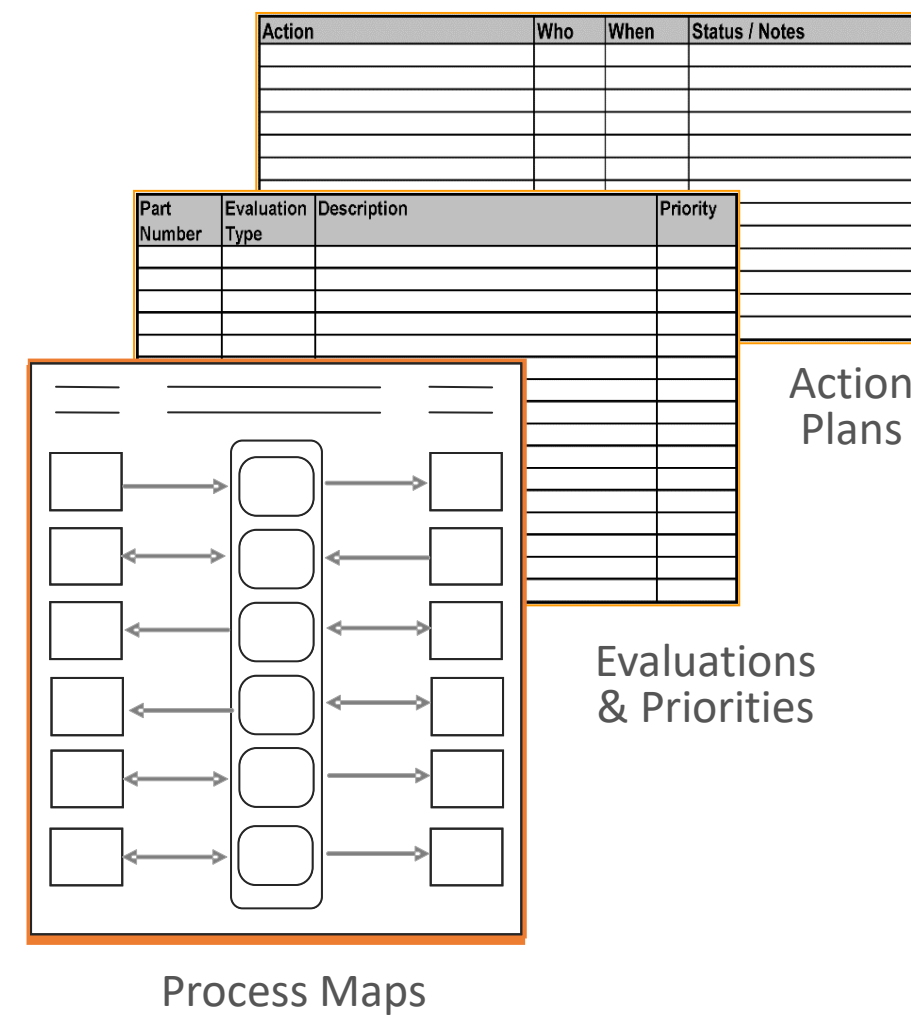 Action Who When Status / Notes
Part Number Evaluation Type Description Priority
Action
Plans
Evaluations
& Priorities
Process Maps